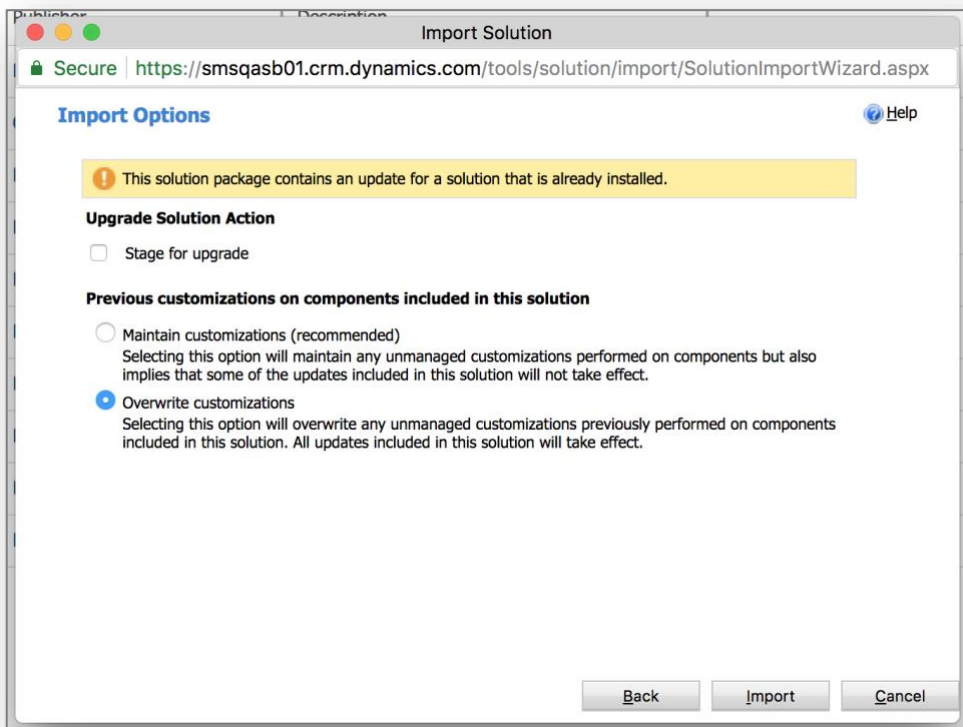 Publisher Description
Import Solution
Secure https://smsqasb01.crm.dynamics.com/tools/solution/import/SolutionImportWizard.aspx
Import Options
Help
This solution package contains an update for a solution that is already installed.
Upgrade Solution Action
Stage for upgrade
Previous customizations on components included in this solution
Maintain customizations (recommended)
Selecting this option will maintain any unmanaged customizations performed on components but also
implies that some of the updates included in this solution will not take effect.
Overwrite customizations
Selecting this option will overwrite any unmanaged customizations previously performed on components
included in this solution. All updates included in this solution will take effect.
Back Import Cancel